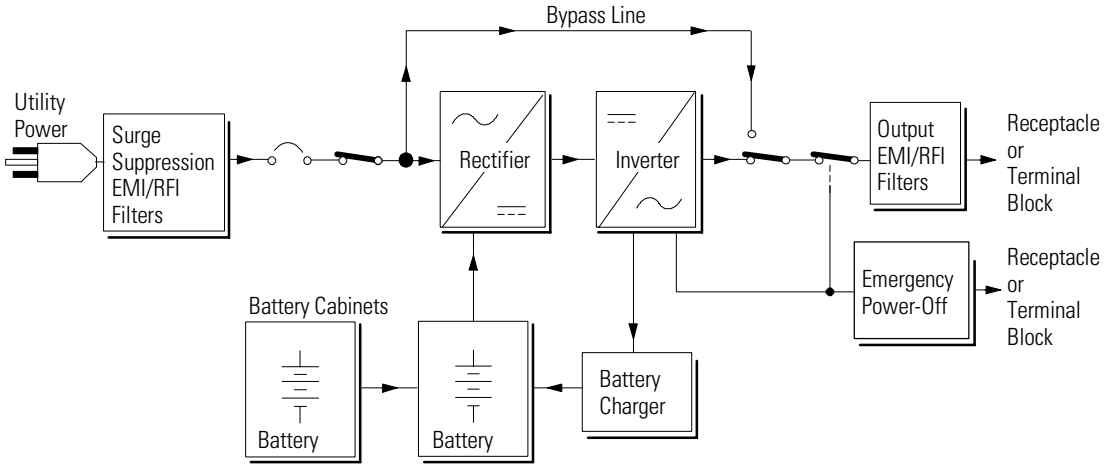 Bypass Line
Utility
Power
Surge
Suppression
EMI/RFI
Filters
Rectifier
Inverter
Output
EMI/RFI
Filters
Receptacle
or
Terminal
Block
Emergency
Power-Off
Receptacle
or
Terminal
Block
Battery Cabinets
Battery
Battery
Battery
Charger